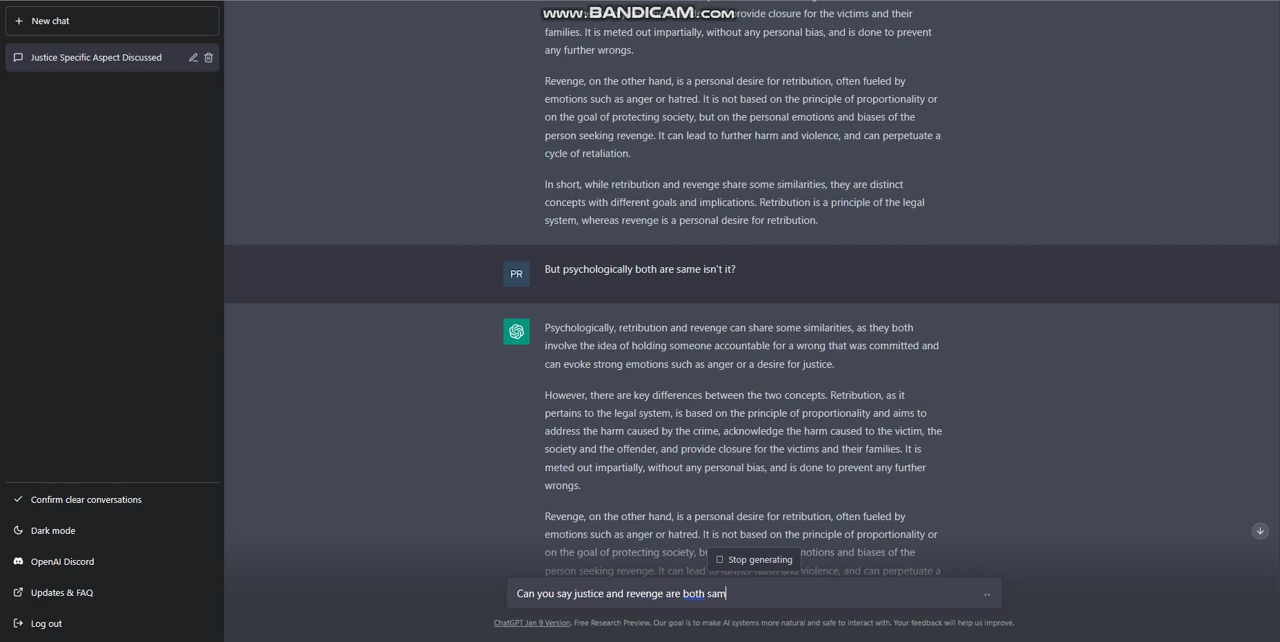 New chat
www.BANDICAM.com
provide closure for the victims and their
families. It is meted out impartially, without any personal bias, and is done to prevent
any further wrongs.
Justice Specific Aspect Discussed
Revenge, on the other hand, is a personal desire for retribution, often fueled by
emotions such as anger or hatred. It is not based on the principle of proportionality or
on the goal of protecting society, but on the personal emotions and biases of the
person seeking revenge. It can lead to further harm and violence, and can perpetuate a
cycle of retaliation.
In short, while retribution and revenge share some similarities, they are distinct
concepts with different goals and implications. Retribution is a principle of the legal
system, whereas revenge is a personal desire for retribution.
PR
But psychologically both are same isn't it?
Psychologically, retribution and revenge can share some similarities, as they both
involve the idea of holding someone accountable for a wrong that was committed and
can evoke strong emotions such as anger or a desire for justice.
However, there are key differences between the two concepts. Retribution, as it
pertains to the legal system, is based on the principle of proportionality and aims to
address the harm caused by the crime, acknowledge the harm caused to the victim, the
society and the offender, and provide closure for the victims and their families. It is
meted out impartially, without any personal bias, and is done to prevent any further
wrongs.
Revenge, on the other hand, is a personal desire for retribution, often fueled by
emotions such as anger or hatred. It is not based on the principle of proportionality or
on the goal of protecting society, emotions and biases of the
person seeking revenge. It can lead to further harm and violence, and can perpetuate a
Stop generating
Can you say justice and revenge are both sam
ChatGPT Jan 9 Version. Free Research Preview. Our goal is to make AI systems more natural and safe to interact with. Your feedback will help us improve.
Confirm clear conversations
Dark mode
OpenAI Discord
Updates & FAQ
Log out